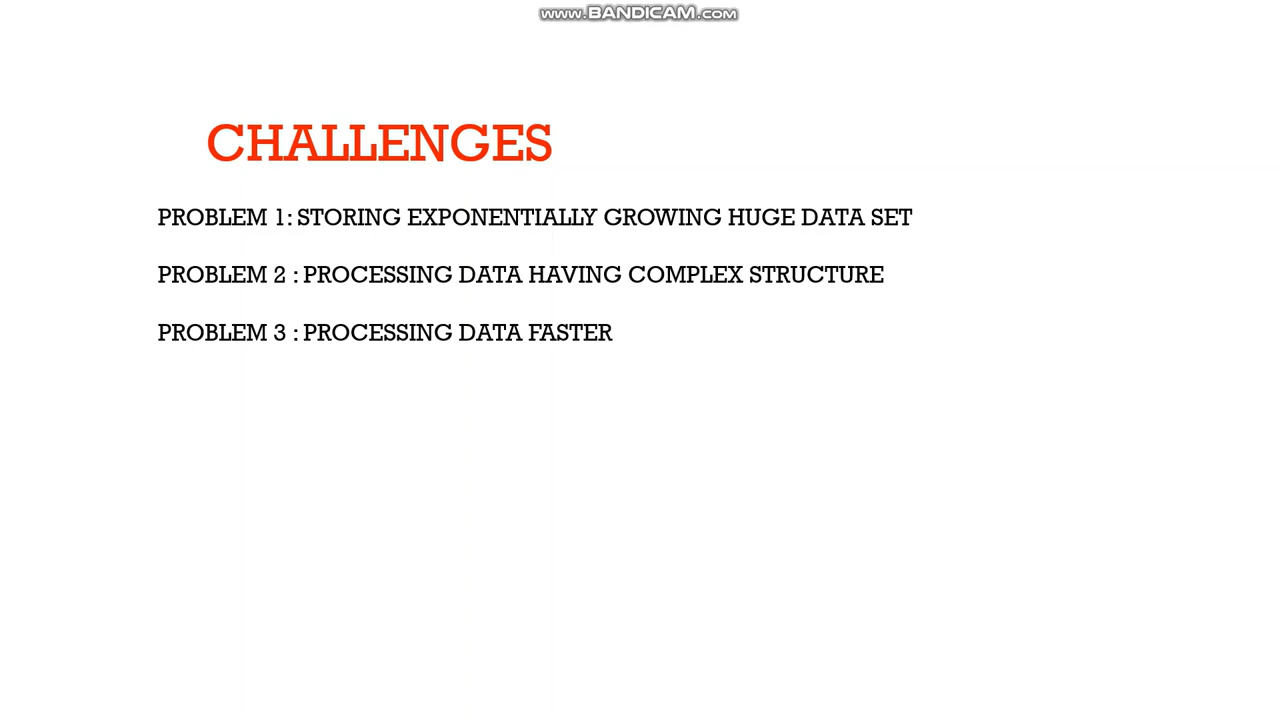 www.BANDICAM.com
CHALLENGES
PROBLEM 1: STORING EXPONENTIALLY GROWING HUGE DATA SET
PROBLEM 2 : PROCESSING DATA HAVING COMPLEX STRUCTURE
PROBLEM 3 : PROCESSING DATA FASTER